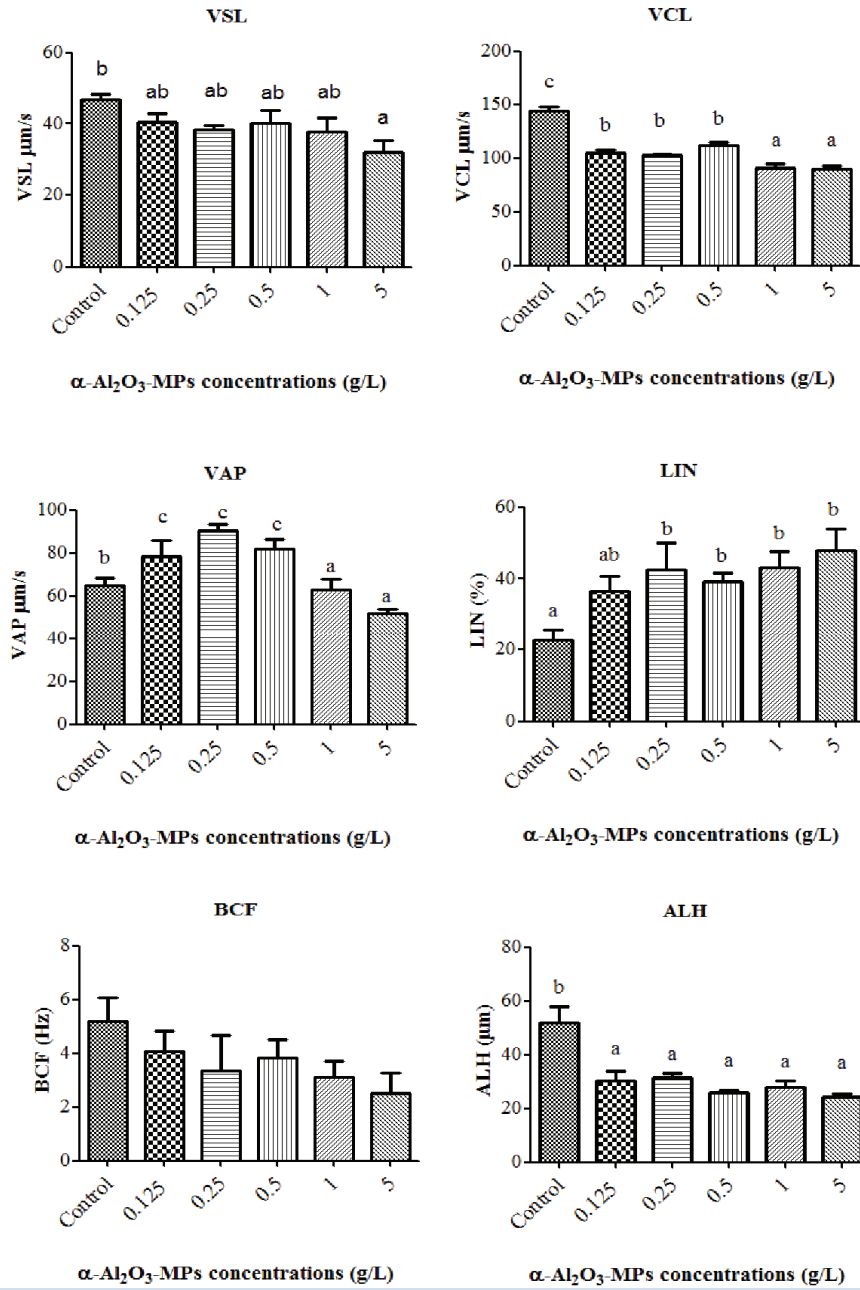 VSL
VSL µm/s
60
40
20
0
b
ab
ab
ab
ab
a
Control
0.125
0.25
0.5
1
5
α-Al₂O₃-MPs concentrations (g/L)
VCL
VCL µm/s
200
150
100
50
0
c
b
b
b
a
a
Control
0.125
0.25
0.5
1
5
α-Al₂O₃-MPs concentrations (g/L)
VAP
VAP µm/s
100
80
60
40
20
0
b
c
c
c
a
a
Control
0.125
0.25
0.5
1
5
α-Al₂O₃-MPs concentrations (g/L)
LIN
LIN (%)
60
40
20
0
a
ab
b
b
b
b
Control
0.125
0.25
0.5
1
5
α-Al₂O₃-MPs concentrations (g/L)
BCF
BCF (Hz)
8
6
4
2
0
Control
0.125
0.25
0.5
1
5
α-Al₂O₃-MPs concentrations (g/L)
ALH
ALH (µm)
80
60
40
20
0
b
a
a
a
a
a
Control
0.125
0.25
0.5
1
5
α-Al₂O₃-MPs concentrations (g/L)